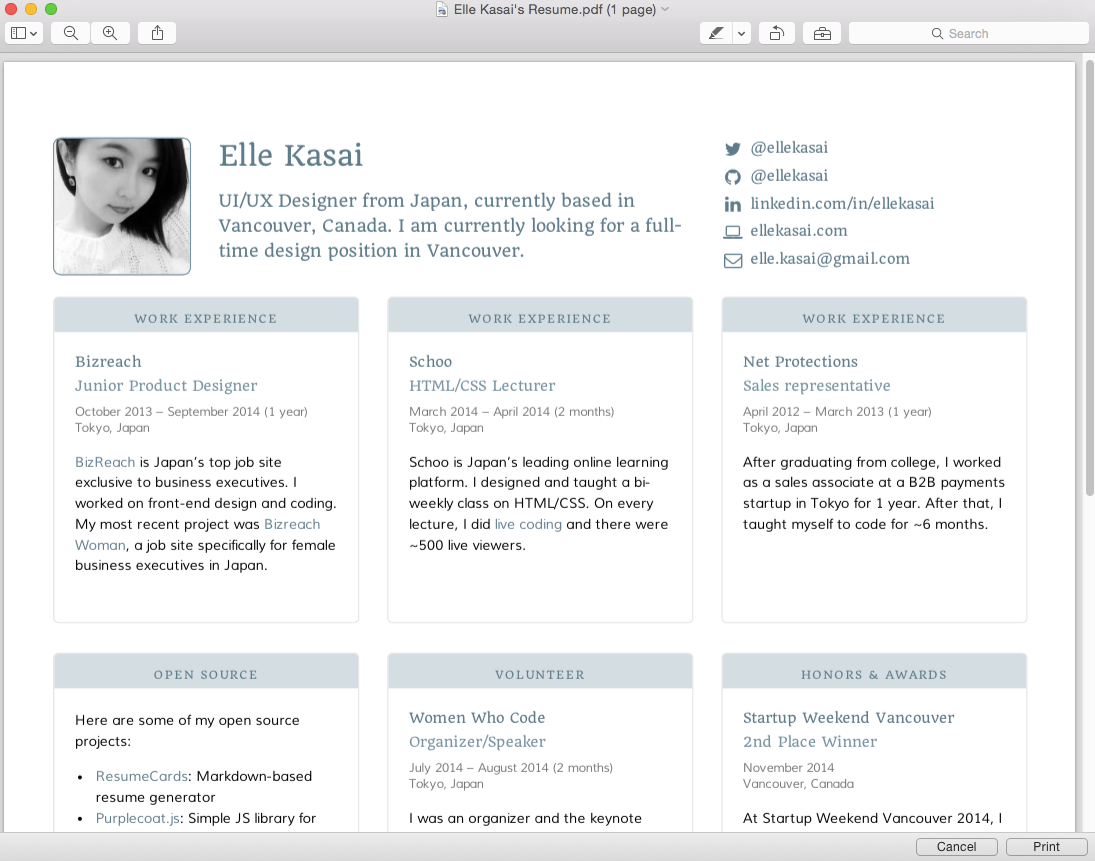 Elle Kasai's Resume.pdf (1 page)
Search
Elle Kasai
UI/UX Designer from Japan, currently based in
Vancouver, Canada. I am currently looking for a full-
time design position in Vancouver.
@ellekasai
@ellekasai
linkedin.com/in/ellekasai
ellekasai.com
elle.kasai@gmail.com
WORK EXPERIENCE
Bizreach
Junior Product Designer
October 2013 – September 2014 (1 year)
Tokyo, Japan
BizReach is Japan's top job site
exclusive to business executives. I
worked on front-end design and coding.
My most recent project was Bizreach
Woman, a job site specifically for female
business executives in Japan.
WORK EXPERIENCE
Schoo
HTML/CSS Lecturer
March 2014 – April 2014 (2 months)
Tokyo, Japan
Schoo is Japan's leading online learning
platform. I designed and taught a bi-
weekly class on HTML/CSS. On every
lecture, I did live coding and there were
~500 live viewers.
WORK EXPERIENCE
Net Protections
Sales representative
April 2012 – March 2013 (1 year)
Tokyo, Japan
After graduating from college, I worked
as a sales associate at a B2B payments
startup in Tokyo for 1 year. After that, I
taught myself to code for ~6 months.
OPEN SOURCE
Here are some of my open source
projects:
• ResumeCards: Markdown-based
resume generator
• Purplecoat.js: Simple JS library for
VOLUNTEER
Women Who Code
Organizer/Speaker
July 2014 – August 2014 (2 months)
Tokyo, Japan
I was an organizer and the keynote
HONORS & AWARDS
Startup Weekend Vancouver
2nd Place Winner
November 2014
Vancouver, Canada
At Startup Weekend Vancouver 2014, I
Cancel
Print